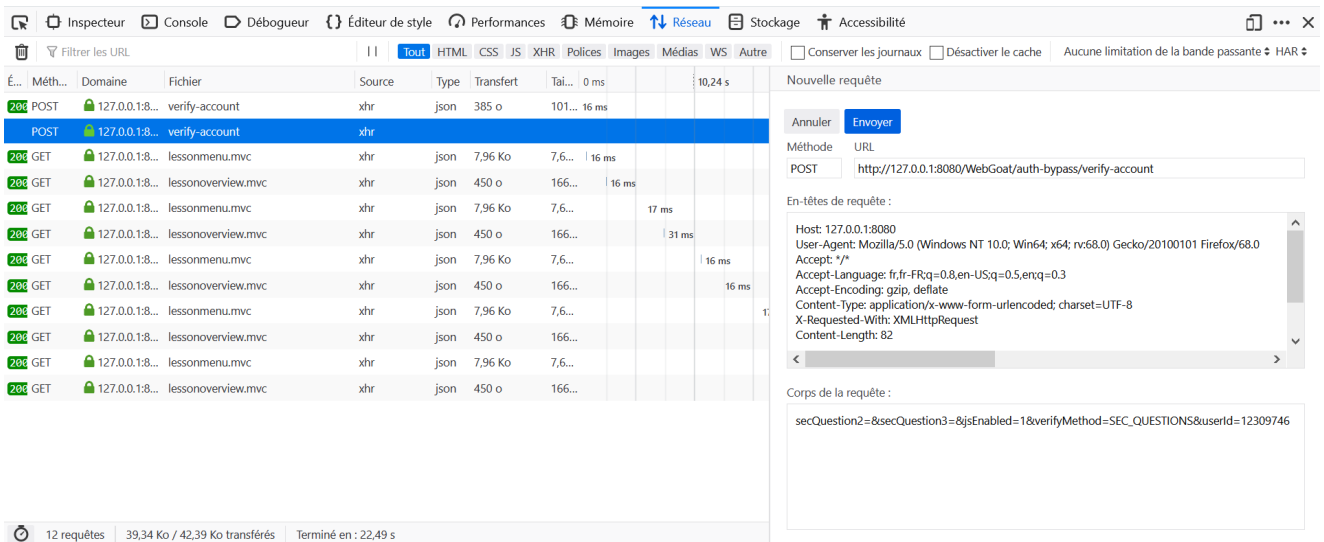 Inspecteur Console Débogueur Éditeur de style Performances Mémoire Réseau Stockage Accessibilité
Filtrer les URL Tout HTML CSS JS XHR Polices Images Médias WS Autre Conserver les journaux Désactiver le cache Aucune limitation de la bande passante HAR
É... Méth... Domaine Fichier Source Type Transfert Tai... 0 ms 10,24 s
200 POST 127.0.0.1:8... verify-account xhr json 385 o 101... 16 ms
POST 127.0.0.1:8... verify-account xhr
200 GET 127.0.0.1:8... lessonmenu.mvc xhr json 7,96 Ko 7,6... 16 ms
200 GET 127.0.0.1:8... lessonoverview.mvc xhr json 450 o 166... 16 ms
200 GET 127.0.0.1:8... lessonmenu.mvc xhr json 7,96 Ko 7,6... 17 ms
200 GET 127.0.0.1:8... lessonoverview.mvc xhr json 450 o 166... 31 ms
200 GET 127.0.0.1:8... lessonmenu.mvc xhr json 7,96 Ko 7,6... 16 ms
200 GET 127.0.0.1:8... lessonoverview.mvc xhr json 450 o 166... 16 ms
200 GET 127.0.0.1:8... lessonmenu.mvc xhr json 7,96 Ko 7,6...
200 GET 127.0.0.1:8... lessonoverview.mvc xhr json 450 o 166...
200 GET 127.0.0.1:8... lessonmenu.mvc xhr json 7,96 Ko 7,6...
200 GET 127.0.0.1:8... lessonoverview.mvc xhr json 450 o 166...
12 requêtes 39,34 Ko / 42,39 Ko transférés Terminé en : 22,49 s
Nouvelle requête
Annuler Envoyer
Méthode URL
POST http://127.0.0.1:8080/WebGoat/auth-bypass/verify-account
En-têtes de requête :
Host: 127.0.0.1:8080
User-Agent: Mozilla/5.0 (Windows NT 10.0; Win64; x64; rv:68.0) Gecko/20100101 Firefox/68.0
Accept: */*
Accept-Language: fr,fr-FR;q=0.8,en-US;q=0.5,en;q=0.3
Accept-Encoding: gzip, deflate
Content-Type: application/x-www-form-urlencoded; charset=UTF-8
X-Requested-With: XMLHttpRequest
Content-Length: 82
Corps de la requête :
secQuestion2=&secQuestion3=&jsEnabled=1&verifyMethod=SEC_QUESTIONS&userId=12309746